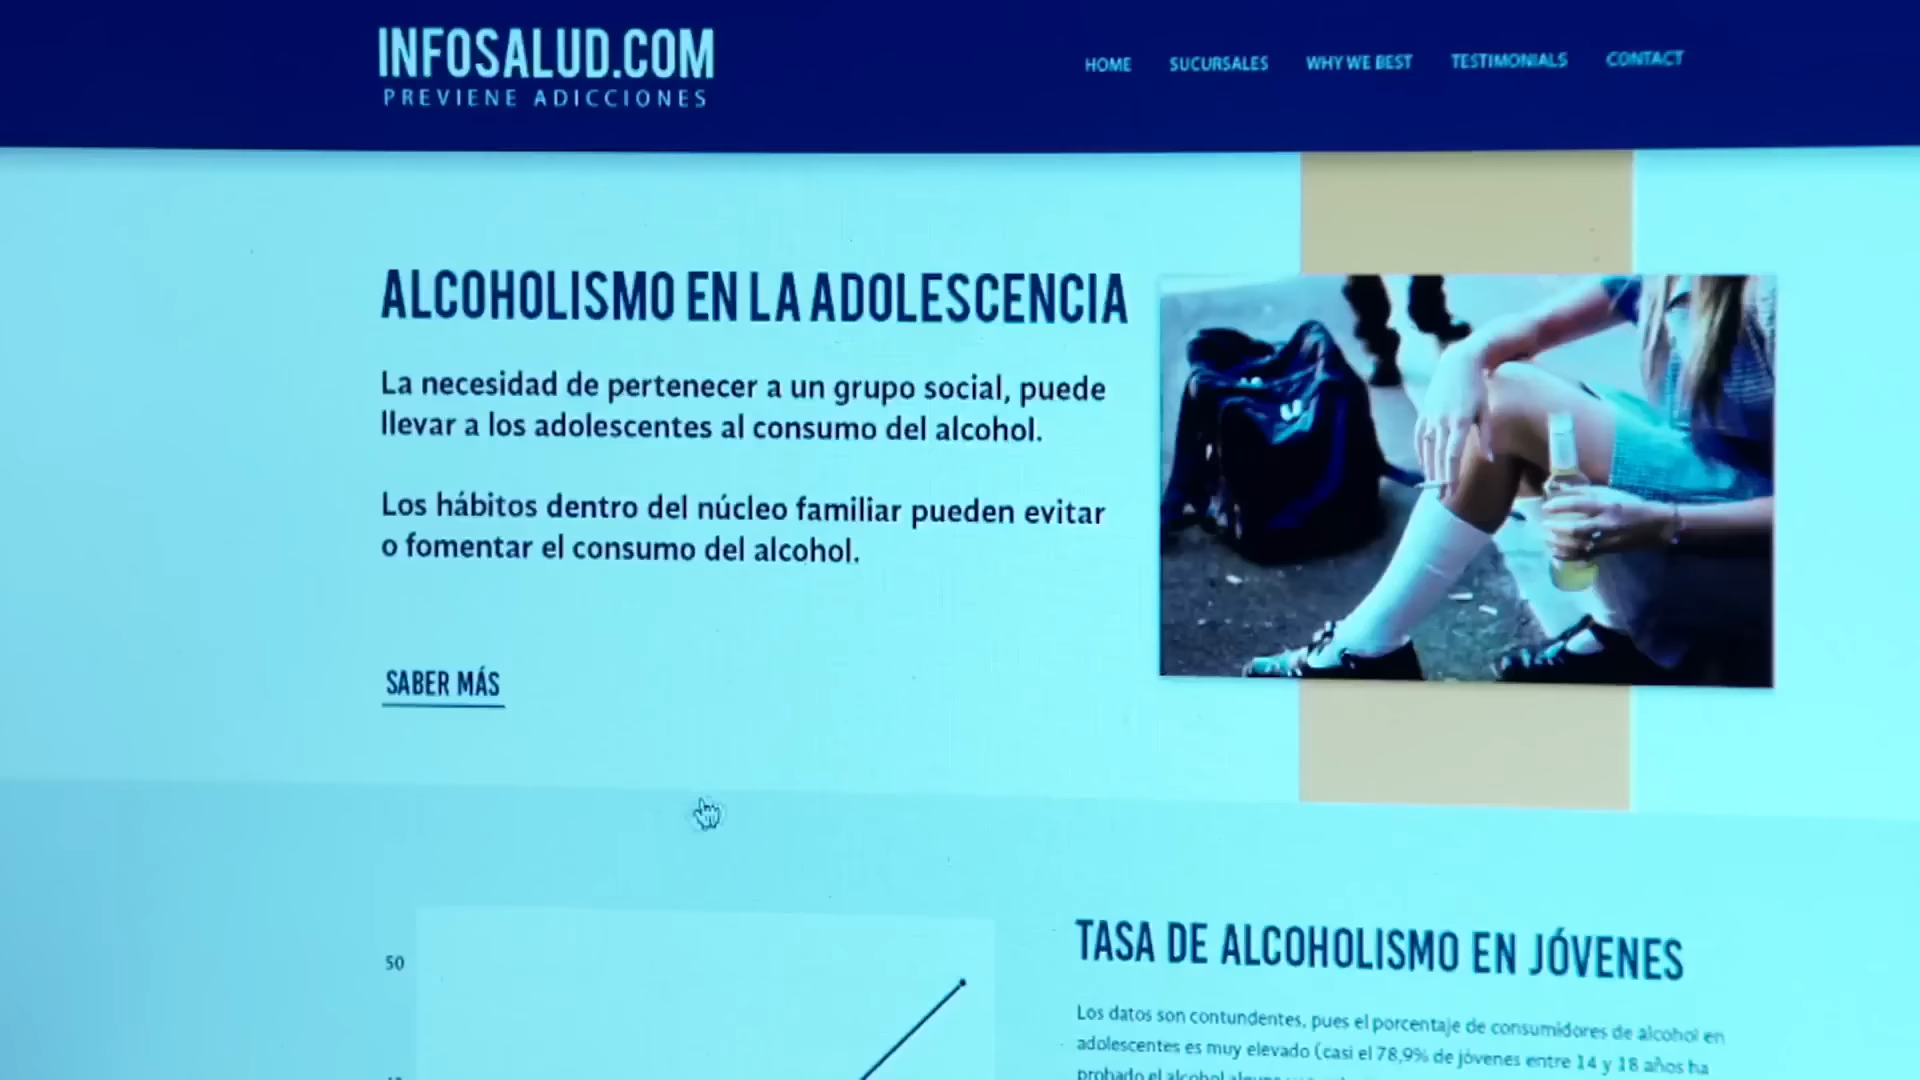 INFOSALUD.COM
PREVIENE ADICCIONES
HOME SUCURSALES WHY WE BEST TESTIMONIALS CONTACT
ALCOHOLISMO EN LA ADOLESCENCIA
La necesidad de pertenecer a un grupo social, puede
llevar a los adolescentes al consumo del alcohol.
Los hábitos dentro del núcleo familiar pueden evitar
o fomentar el consumo del alcohol.
SABER MÁS
50
TASA DE ALCOHOLISMO EN JÓVENES
Los datos son contundentes, pues el porcentaje de consumidores de alcohol en
adolescentes es muy elevado (casi el 78,9% de jóvenes entre 14 y 18 años ha
probado el alcohol